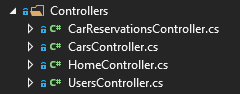 Controllers
C# CarReservationsController.cs
C# CarsController.cs
C# HomeController.cs
C# UsersController.cs